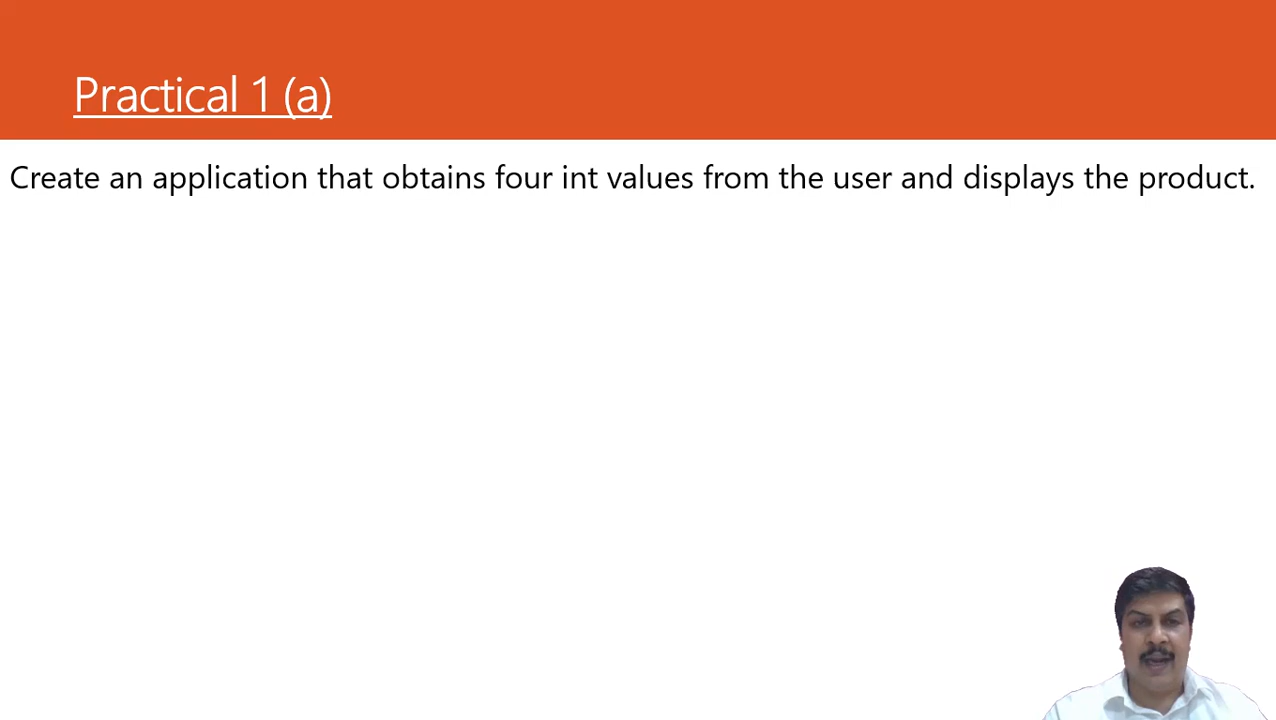 Practical 1 (a)
Create an application that obtains four int values from the user and displays the product.